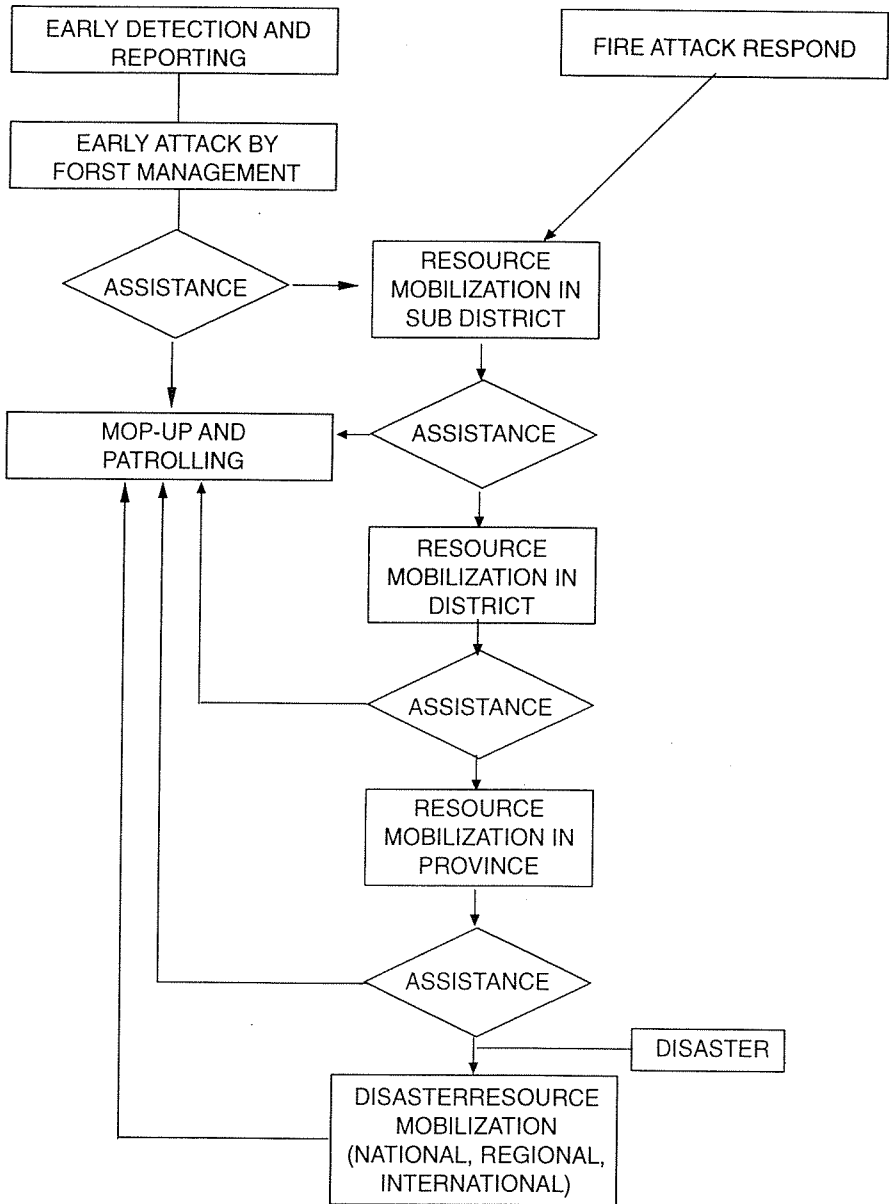 EARLY DETECTION AND
REPORTING
FIRE ATTACK RESPOND
EARLY ATTACK BY
FORST MANAGEMENT
ASSISTANCE
RESOURCE
MOBILIZATION IN
SUB DISTRICT
ASSISTANCE
MOP-UP AND
PATROLLING
RESOURCE
MOBILIZATION IN
DISTRICT
ASSISTANCE
RESOURCE
MOBILIZATION IN
PROVINCE
ASSISTANCE
DISASTER
DISASTERRESOURCE
MOBILIZATION
(NATIONAL, REGIONAL,
INTERNATIONAL)